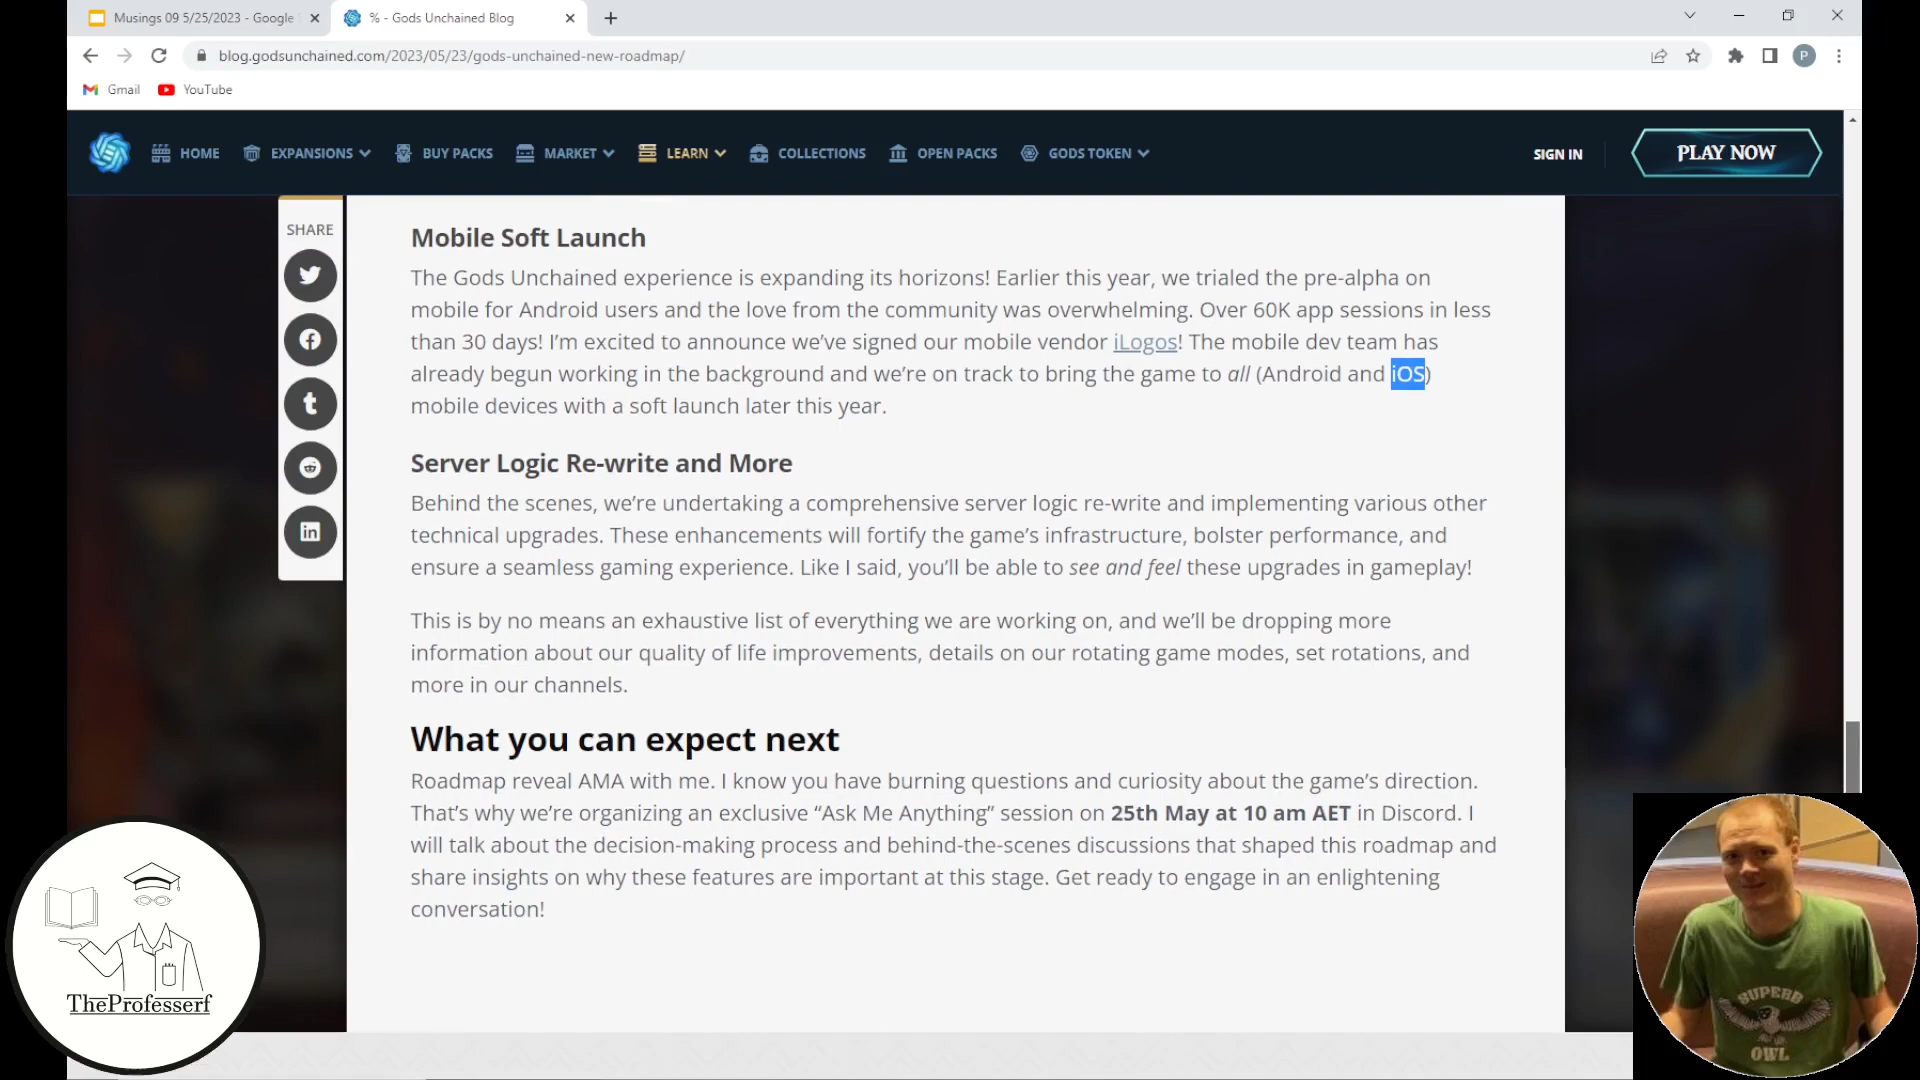 Musings 09 5/25/2023 - Google
% - Gods Unchained Blog
blog.godsunchained.com/2023/05/23/gods-unchained-new-roadmap/
P
Gmail
YouTube
HOME
EXPANSIONS
BUY PACKS
MARKET
LEARN
COLLECTIONS
OPEN PACKS
GODS TOKEN
SIGN IN
PLAY NOW
SHARE
Mobile Soft Launch
The Gods Unchained experience is expanding its horizons! Earlier this year, we trialed the pre-alpha on
mobile for Android users and the love from the community was overwhelming. Over 60K app sessions in less
than 30 days! I’m excited to announce we’ve signed our mobile vendor iLogos! The mobile dev team has
already begun working in the background and we’re on track to bring the game to all (Android and iOS)
mobile devices with a soft launch later this year.
Server Logic Re-write and More
Behind the scenes, we’re undertaking a comprehensive server logic re-write and implementing various other
technical upgrades. These enhancements will fortify the game’s infrastructure, bolster performance, and
ensure a seamless gaming experience. Like I said, you’ll be able to see and feel these upgrades in gameplay!
This is by no means an exhaustive list of everything we are working on, and we’ll be dropping more
information about our quality of life improvements, details on our rotating game modes, set rotations, and
more in our channels.
What you can expect next
Roadmap reveal AMA with me. I know you have burning questions and curiosity about the game’s direction.
That’s why we’re organizing an exclusive “Ask Me Anything” session on 25th May at 10 am AET in Discord. I
will talk about the decision-making process and behind-the-scenes discussions that shaped this roadmap and
share insights on why these features are important at this stage. Get ready to engage in an enlightening
conversation!
TheProfesserf
SUPERB
OWL